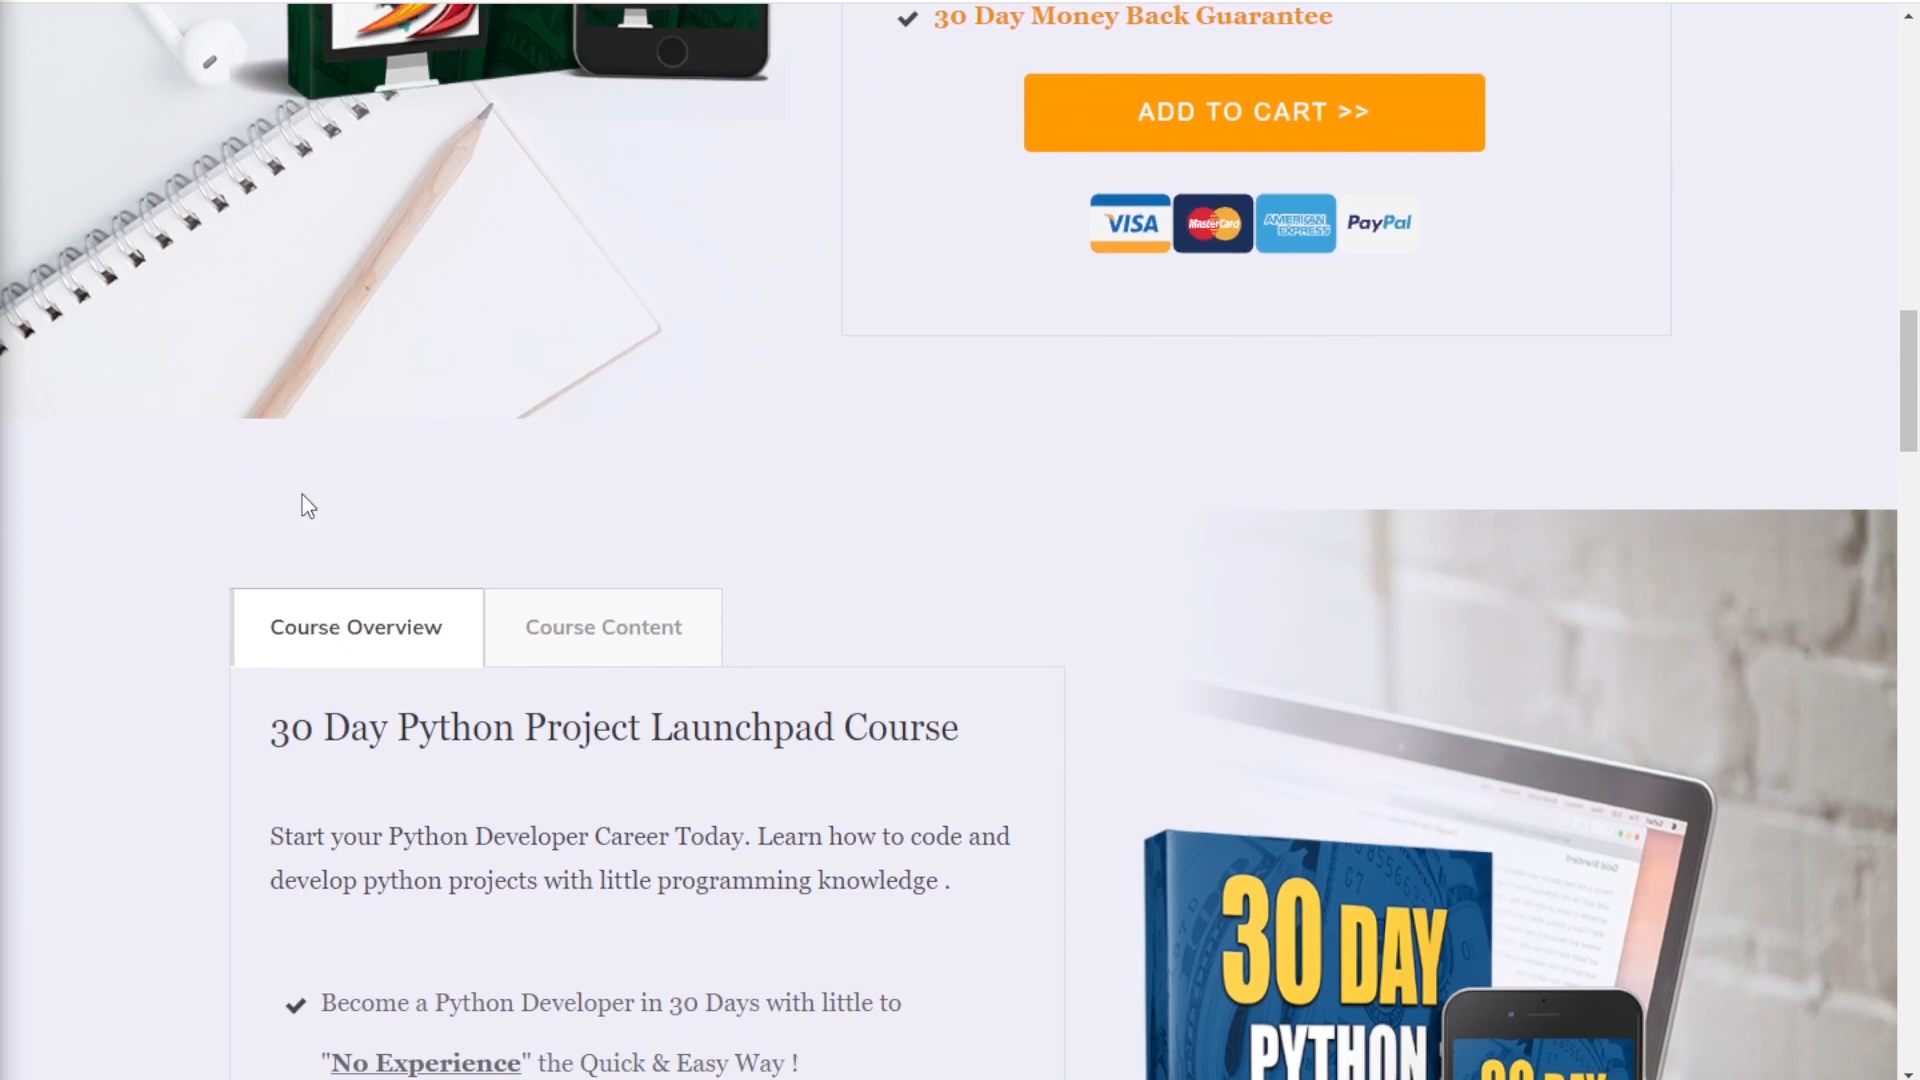 30 Day Money Back Guarantee
ADD TO CART >>
VISA MasterCard AMERICAN EXPRESS PayPal
Course Overview Course Content
30 Day Python Project Launchpad Course
Start your Python Developer Career Today. Learn how to code and
develop python projects with little programming knowledge .
Become a Python Developer in 30 Days with little to
"No Experience" the Quick & Easy Way !
30 DAY
PYTHON
30 DAY